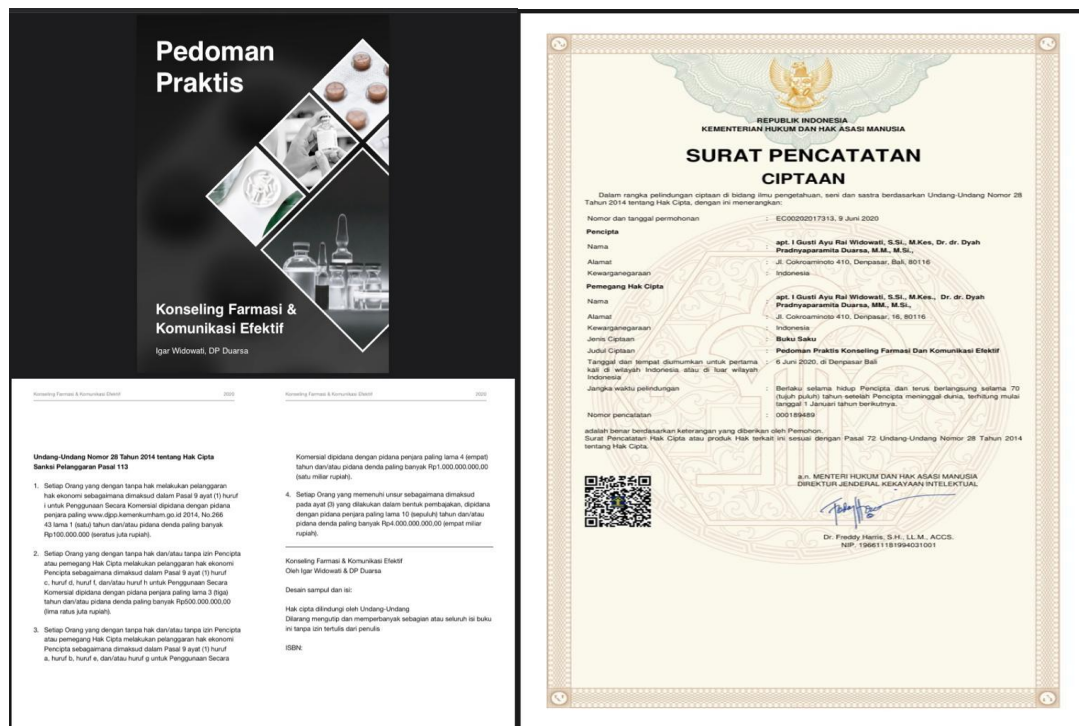 Pedoman
Praktis
Konseling Farmasi &
Komunikasi Efektif
Igar Widowati, DP Duarsa
Konseling Farmasi & Komunikasi Efektif 2020
Undang-Undang Nomor 28 Tahun 2014 tentang Hak Cipta
Sanksi Pelanggaran Pasal 113
1. Setiap Orang yang dengan tanpa hak melakukan pelanggaran
hak ekonomi sebagaimana dimaksud dalam Pasal 9 ayat (1) huruf
i untuk Penggunaan Secara Komersial dipidana dengan pidana
penjara paling www.djpp.kemenkumham.go.id 2014, No.266
43 lama 1 (satu) tahun dan/atau pidana denda paling banyak
Rp100.000.000 (seratus juta rupiah).
2. Setiap Orang yang dengan tanpa hak dan/atau tanpa izin Pencipta
atau pemegang Hak Cipta melakukan pelanggaran hak ekonomi
Pencipta sebagaimana dimaksud dalam Pasal 9 ayat (1) huruf
c, huruf d, huruf f, dan/atau huruf h untuk Penggunaan Secara
Komersial dipidana dengan pidana penjara paling lama 3 (tiga)
tahun dan/atau pidana denda paling banyak Rp500.000.000,00
(lima ratus juta rupiah).
3. Setiap Orang yang dengan tanpa hak dan/atau tanpa izin Pencipta
atau pemegang Hak Cipta melakukan pelanggaran hak ekonomi
Pencipta sebagaimana dimaksud dalam Pasal 9 ayat (1) huruf
a, huruf b, huruf e, dan/atau huruf g untuk Penggunaan Secara
Konseling Farmasi & Komunikasi Efektif 2020
Komersial dipidana dengan pidana penjara paling lama 4 (empat)
tahun dan/atau pidana denda paling banyak Rp1.000.000.000,00
(satu miliar rupiah).
4. Setiap Orang yang memenuhi unsur sebagaimana dimaksud
pada ayat (3) yang dilakukan dalam bentuk pembajakan, dipidana
dengan pidana penjara paling lama 10 (sepuluh) tahun dan/atau
pidana denda paling banyak Rp4.000.000.000,00 (empat miliar
rupiah).
Konseling Farmasi & Komunikasi Efektif
Oleh Igar Widowati & DP Duarsa
Desain sampul dan isi:
Hak cipta dilindungi oleh Undang-Undang
Dilarang mengutip dan memperbanyak sebagian atau seluruh isi buku
ini tanpa izin tertulis dari penulis
ISBN:
REPUBLIK INDONESIA
KEMENTERIAN HUKUM DAN HAK ASASI MANUSIA
SURAT PENCATATAN
CIPTAAN
Dalam rangka pelindungan ciptaan di bidang ilmu pengetahuan, seni dan sastra berdasarkan Undang-Undang Nomor 28
Tahun 2014 tentang Hak Cipta, dengan ini menerangkan:
Nomor dan tanggal permohonan : EC00202017313, 9 Juni 2020
Pencipta
Nama : apt. I Gusti Ayu Rai Widowati, S.Si., M.Kes, Dr. dr. Dyah
Pradnyaparamita Duarsa, M.M., M.Si.,
Alamat : Jl. Cokroaminoto 410, Denpasar, Bali, 80116
Kewarganegaraan : Indonesia
Pemegang Hak Cipta
Nama : apt. I Gusti Ayu Rai Widowati, S.Si., M.Kes., Dr. dr. Dyah
Pradnyaparamita Duarsa, MM., M.Si.,
Alamat : Jl. Cokroaminoto 410, Denpasar, 16, 80116
Kewarganegaraan : Indonesia
Jenis Ciptaan : Buku Saku
Judul Ciptaan : Pedoman Praktis Konseling Farmasi Dan Komunikasi Efektif
Tanggal dan tempat diumumkan untuk pertama : 6 Juni 2020, di Denpasar Bali
kali di wilayah Indonesia atau di luar wilayah
Indonesia
Jangka waktu pelindungan : Berlaku selama hidup Pencipta dan terus berlangsung selama 70
(tujuh puluh) tahun setelah Pencipta meninggal dunia, terhitung mulai
tanggal 1 Januari tahun berikutnya.
Nomor pencatatan : 000189489
adalah benar berdasarkan keterangan yang diberikan oleh Pemohon.
Surat Pencatatan Hak Cipta atau produk Hak terkait ini sesuai dengan Pasal 72 Undang-Undang Nomor 28 Tahun 2014
tentang Hak Cipta.
a.n. MENTERI HUKUM DAN HAK ASASI MANUSIA
DIREKTUR JENDERAL KEKAYAAN INTELEKTUAL
Dr. Freddy Harris, S.H., LL.M., ACCS.
NIP. 196611181994031001